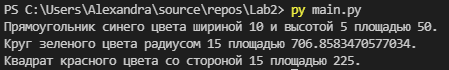 PS C:\Users\Alexandra\source\repos\Lab2> py main.py
Прямоугольник синего цвета шириной 10 и высотой 5 площадью 50.
Круг зеленого цвета радиусом 15 площадью 706.8583470577034.
Квадрат красного цвета со стороной 15 площадью 225.